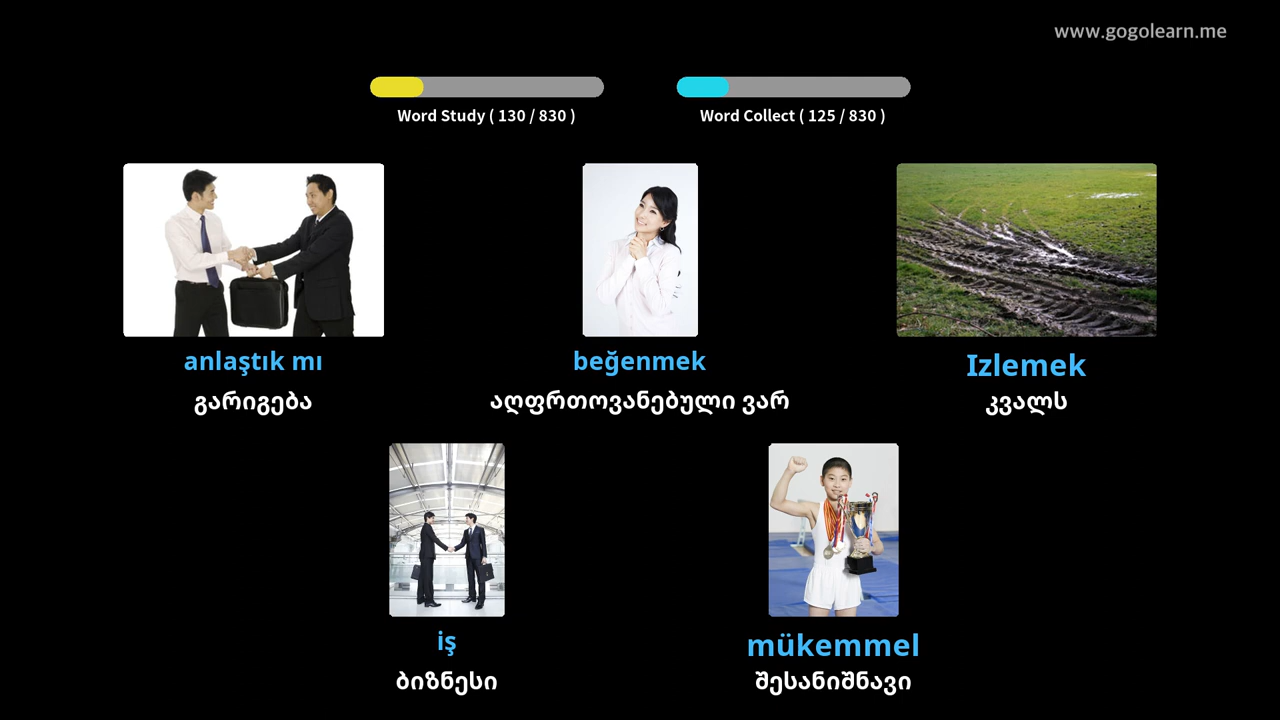 www.gogolearn.me
Word Study ( 130 / 830 )
Word Collect ( 125 / 830 )
anlaştık mı
გარიგება
beğenmek
აღფრთოვანებული ვარ
Izlemek
კვალს
iş
ბიზნესი
mükemmel
შესანიშნავი